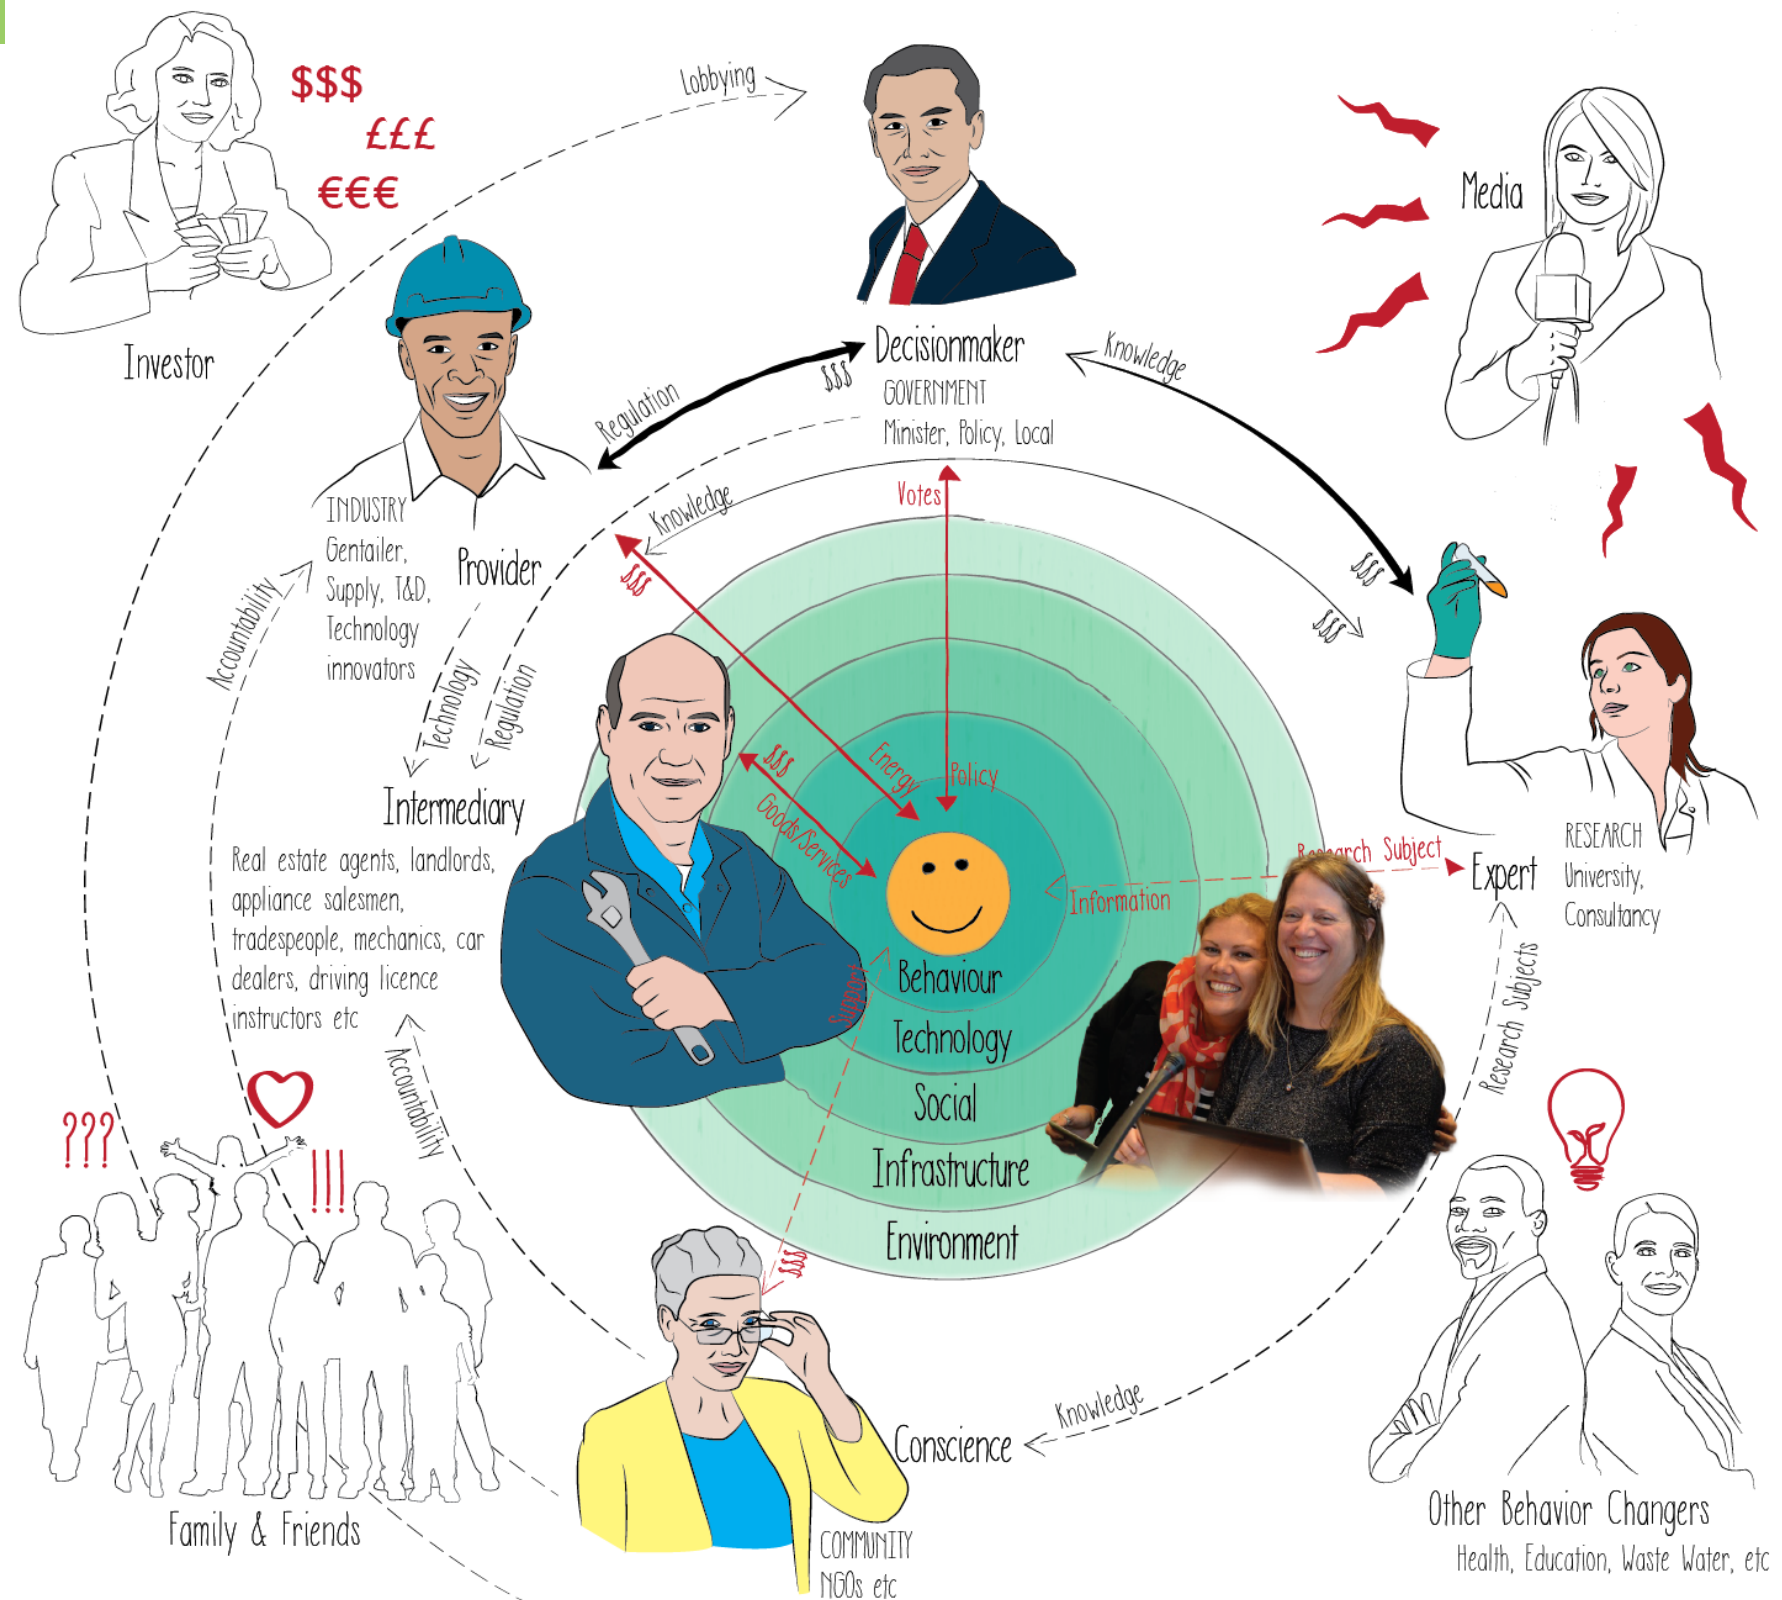 $$$
£££
€€€
Investor
Lobbying
Media
Decisionmaker
GOVERNMENT
Minister, Policy, Local
Regulation
$$$
Knowledge
$$$
INDUSTRY
Gentailer,
Supply, T&D,
Technology
innovators
Provider
Knowledge
$$$
Votes
$$$
Accountability
Technology
Regulation
Intermediary
Real estate agents, landlords,
appliance salesmen,
tradespeople, mechanics, car
dealers, driving licence
instructors etc
$$$
Goods/Services
Energy
Policy
Information
Research Subject
Expert
RESEARCH
University,
Consultancy
Research Subjects
Support
$$$
Behaviour
Technology
Social
Infrastructure
Environment
Accountability
???
!!!
Family & Friends
Conscience
COMMUNITY
NGOs etc
Knowledge
Other Behavior Changers
Health, Education, Waste Water, etc